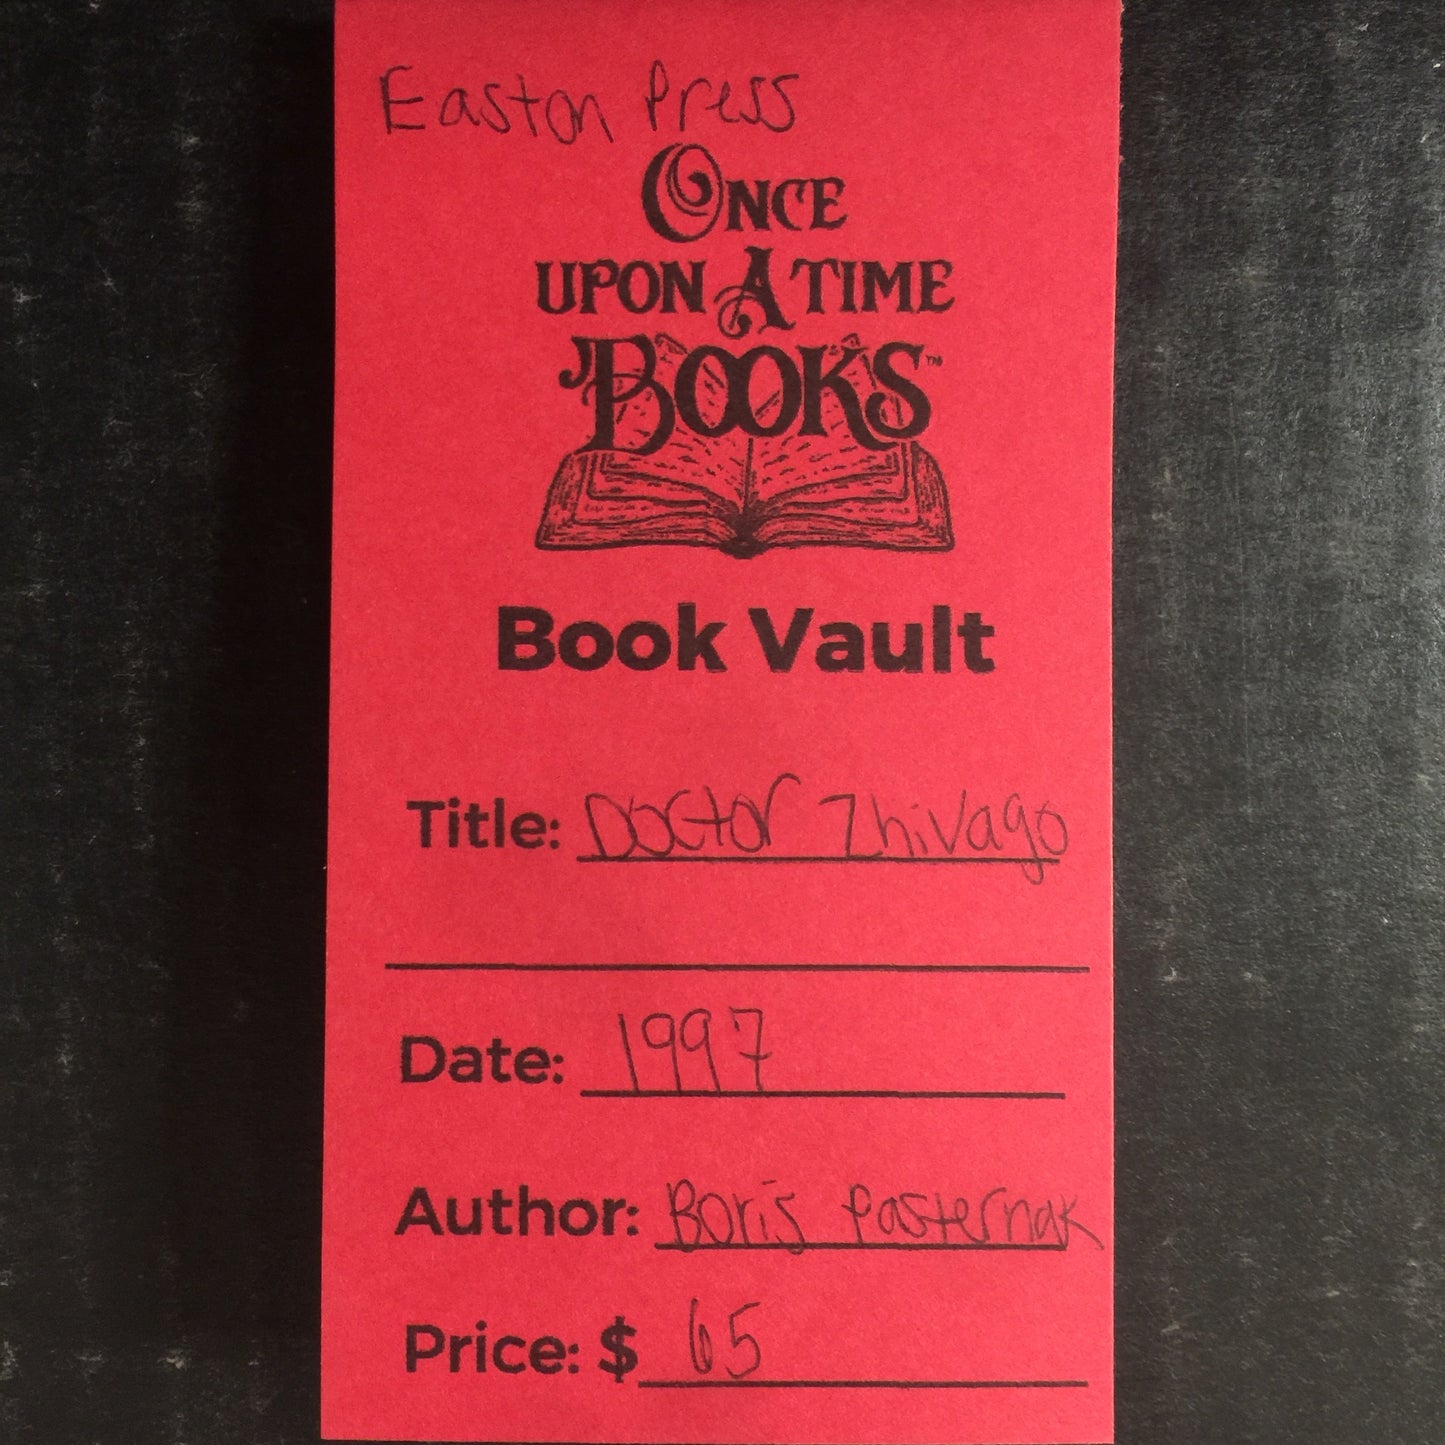 Easton Press
ONCE
UPON A TIME
BOOKS™
Book Vault
Title: Doctor Zhivago
Date: 1997
Author: Boris Pasternak
Price: $ 65